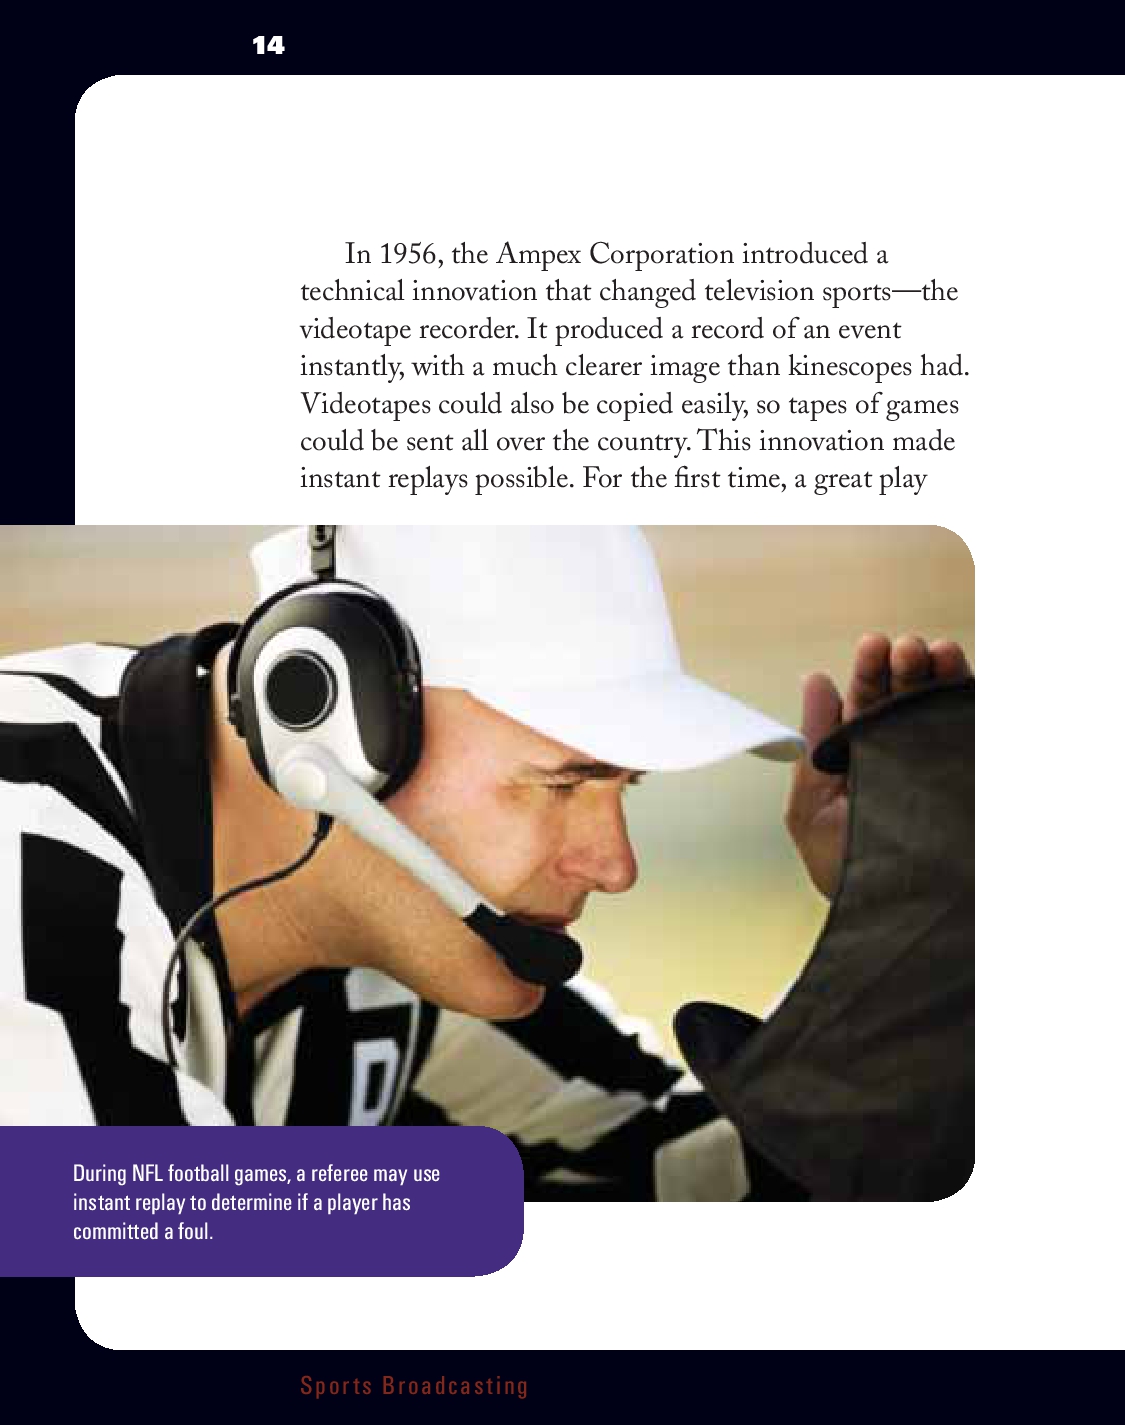 14
In 1956, the Ampex Corporation introduced a
technical innovation that changed television sports—the
videotape recorder. It produced a record of an event
instantly, with a much clearer image than kinescopes had.
Videotapes could also be copied easily, so tapes of games
could be sent all over the country. This innovation made
instant replays possible. For the first time, a great play
During NFL football games, a referee may use
instant replay to determine if a player has
committed a foul.
Sports Broadcasting